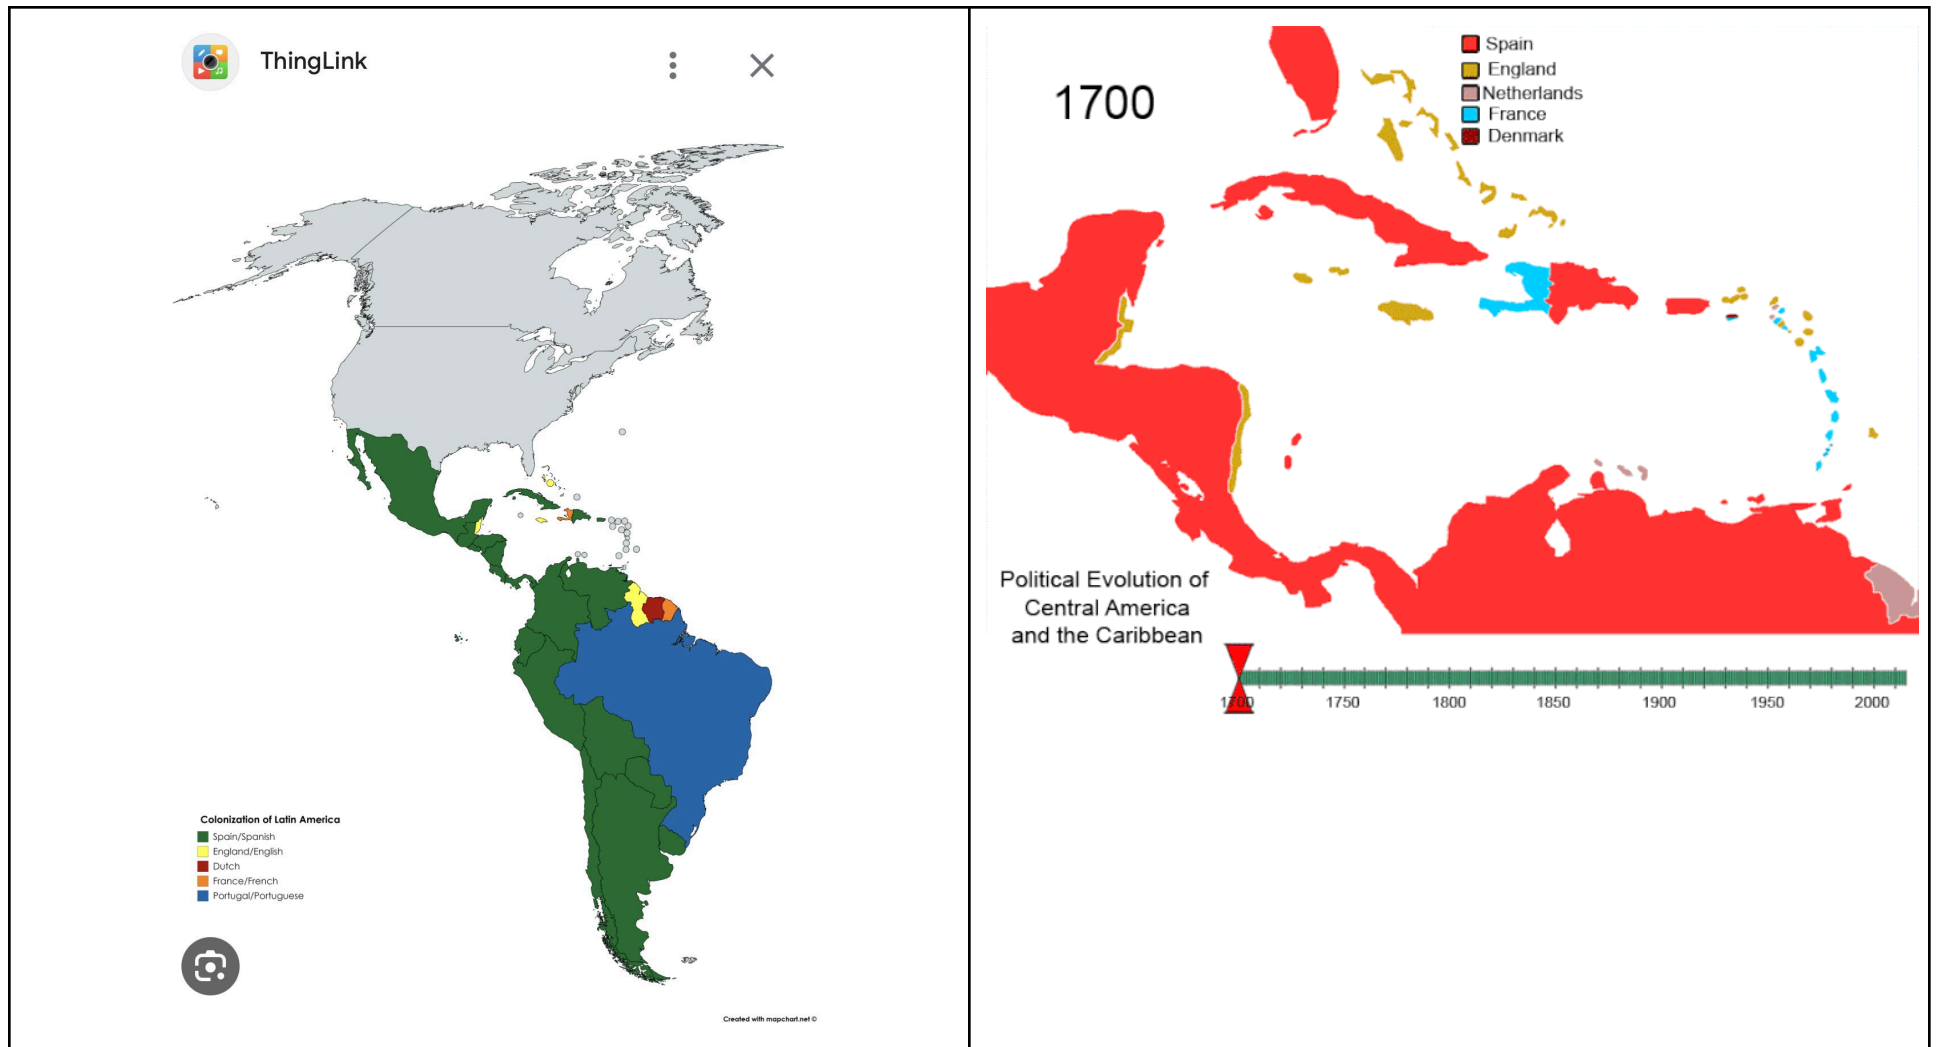 ThingLink
Colonization of Latin America
Spain/Spanish
England/English
Dutch
France/French
Portugal/Portuguese
Created with mapchart.net ©
1700
Spain
England
Netherlands
France
Denmark
Political Evolution of
Central America
and the Caribbean
1700 1750 1800 1850 1900 1950 2000